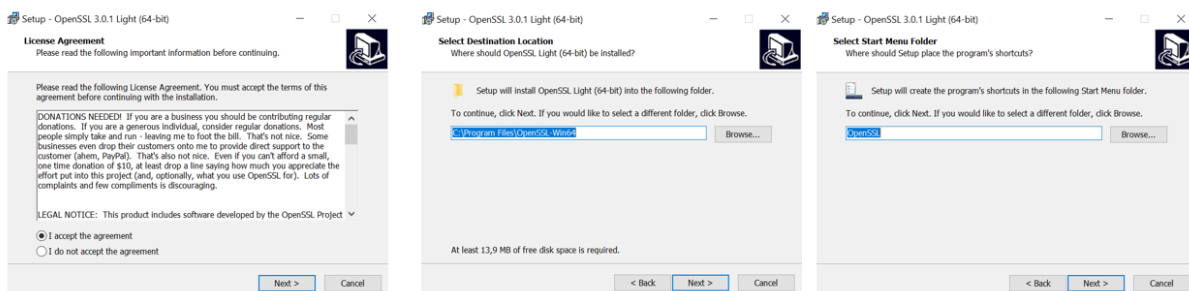 Setup - OpenSSL 3.0.1 Light (64-bit)
License Agreement
Please read the following important information before continuing.
Please read the following License Agreement. You must accept the terms of this
agreement before continuing with the installation.
DONATIONS NEEDED! If you are a business you should be contributing regular
donations. If you are a generous individual, consider regular donations. Most
people simply take and run - leaving me to foot the bill. That's not nice. Some
businesses even drop their customers onto me to provide direct support to the
customer (ahem, PayPal). That's also not nice. Even if you can't afford a small,
one time donation of $10, at least drop a line saying how much you appreciate the
effort put into this project (and, optionally, what you use OpenSSL for). Lots of
complaints and few compliments is discouraging.
LEGAL NOTICE: This product includes software developed by the OpenSSL Project
I accept the agreement
I do not accept the agreement
Next >
Cancel
Setup - OpenSSL 3.0.1 Light (64-bit)
Select Destination Location
Where should OpenSSL Light (64-bit) be installed?
Setup will install OpenSSL Light (64-bit) into the following folder.
To continue, click Next. If you would like to select a different folder, click Browse.
C:\Program Files\OpenSSL-Win64
Browse...
At least 13,9 MB of free disk space is required.
< Back
Next >
Cancel
Setup - OpenSSL 3.0.1 Light (64-bit)
Select Start Menu Folder
Where should Setup place the program's shortcuts?
Setup will create the program's shortcuts in the following Start Menu folder.
To continue, click Next. If you would like to select a different folder, click Browse.
OpenSSL
Browse...
< Back
Next >
Cancel